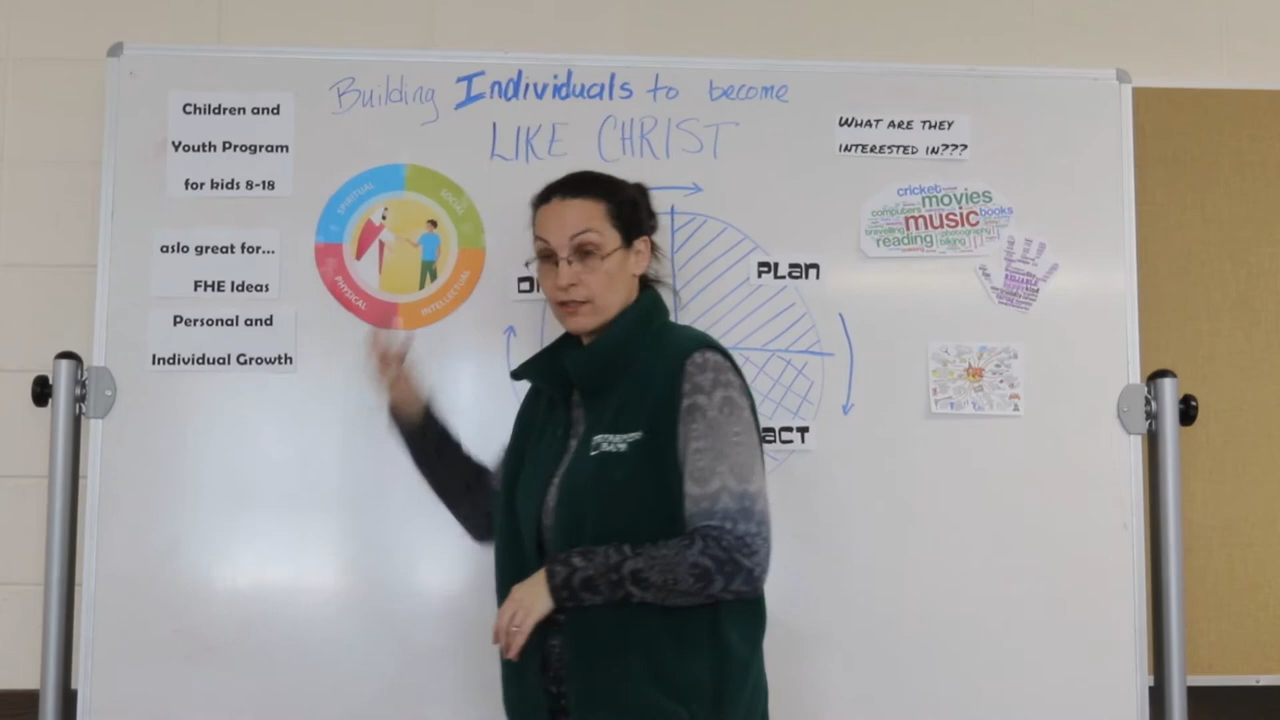 Building Individuals to become
LIKE CHRIST
Children and
Youth Program
for kids 8-18
aslo great for...
FHE Ideas
Personal and
Individual Growth
SPIRITUAL
SOCIAL
PHYSICAL
INTELLECTUAL
PLAN
ACT
WHAT ARE THEY
INTERESTED IN???
cricket
movies
computers
music
books
travelling
photography
reading
biking
RELIABLE